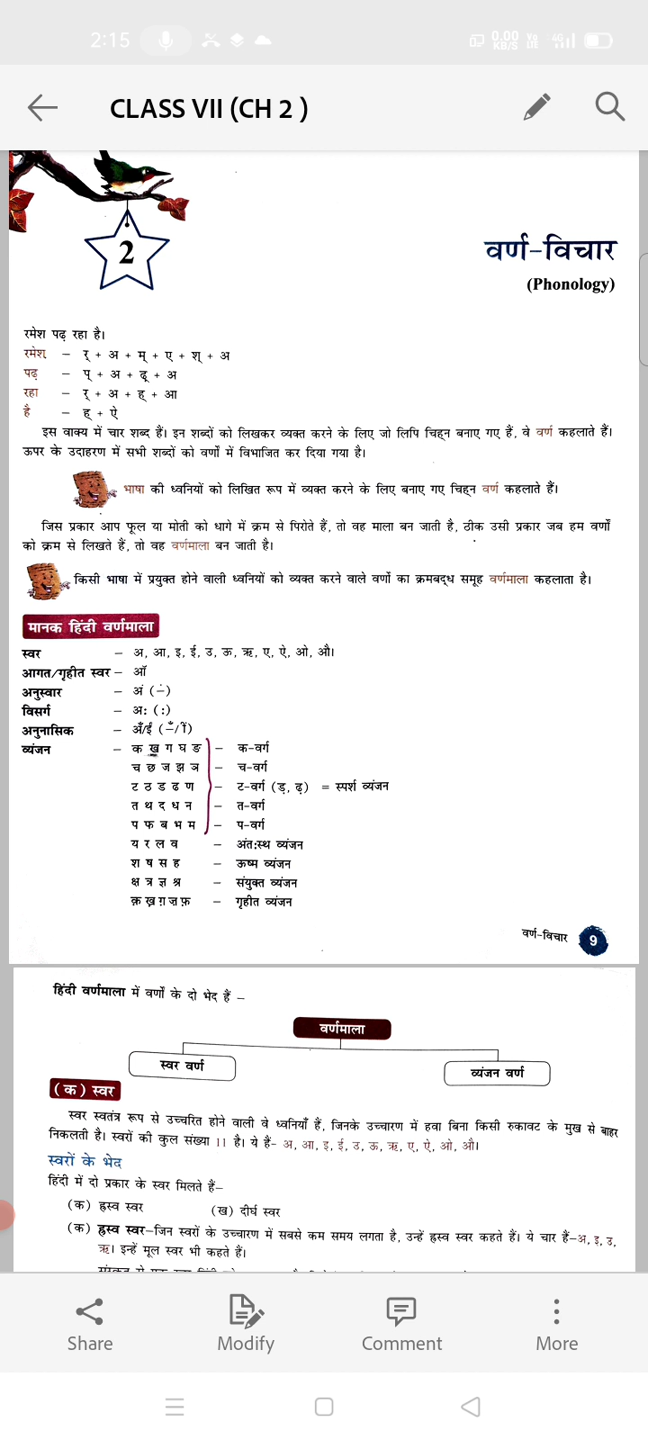 2:15 0.00 KB/S Vo LTE 4G
CLASS VII (CH 2 )
2
वर्ण-विचार
(Phonology)
रमेश पढ़ रहा है।
रमेश् – र् + अ + म् + ए + श् + अ
पढ़ – प् + अ + ढ़् + अ
रहा – र् + अ + ह् + आ
है – ह् + ऐ
इस वाक्य में चार शब्द हैं। इन शब्दों को लिखकर व्यक्त करने के लिए जो लिपि चिह्न बनाए गए हैं, वे वर्ण कहलाते हैं।
ऊपर के उदाहरण में सभी शब्दों को वर्णों में विभाजित कर दिया गया है।
भाषा की ध्वनियों को लिखित रूप में व्यक्त करने के लिए बनाए गए चिह्न वर्ण कहलाते हैं।
जिस प्रकार आप फूल या मोती को धागे में क्रम से पिरोते हैं, तो वह माला बन जाती है, ठीक उसी प्रकार जब हम वर्णों
को क्रम से लिखते हैं, तो वह वर्णमाला बन जाती है।
किसी भाषा में प्रयुक्त होने वाली ध्वनियों को व्यक्त करने वाले वर्णों का क्रमबद्ध समूह वर्णमाला कहलाता है।
मानक हिंदी वर्णमाला
स्वर – अ, आ, इ, ई, उ, ऊ, ऋ, ए, ऐ, ओ, औ।
आगत/गृहीत स्वर – ऑ
अनुस्वार – अं (–ं)
विसर्ग – अः (:)
अनुनासिक – अँ/ईं (–ँ/ीं)
व्यंजन – क ख ग घ ङ – क-वर्ग
च छ ज झ ञ – च-वर्ग
ट ठ ड ढ ण – ट-वर्ग (ड़, ढ़) = स्पर्श व्यंजन
त थ द ध न – त-वर्ग
प फ ब भ म – प-वर्ग
य र ल व – अंत:स्थ व्यंजन
श ष स ह – ऊष्म व्यंजन
क्ष त्र ज्ञ श्र – संयुक्त व्यंजन
क़ ख़ ग़ ज़ फ़ – गृहीत व्यंजन
वर्ण-विचार 9
हिंदी वर्णमाला में वर्णों के दो भेद हैं –
वर्णमाला
स्वर वर्ण व्यंजन वर्ण
(क) स्वर
स्वर स्वतंत्र रूप से उच्चरित होने वाली वे ध्वनियाँ हैं, जिनके उच्चारण में हवा बिना किसी रुकावट के मुख से बाहर
निकलती है। स्वरों की कुल संख्या 11 है। ये हैं- अ, आ, इ, ई, उ, ऊ, ऋ, ए, ऐ, ओ, औ।
स्वरों के भेद
हिंदी में दो प्रकार के स्वर मिलते हैं–
(क) ह्रस्व स्वर (ख) दीर्घ स्वर
(क) ह्रस्व स्वर–जिन स्वरों के उच्चारण में सबसे कम समय लगता है, उन्हें ह्रस्व स्वर कहते हैं। ये चार हैं–अ, इ, उ,
ऋ। इन्हें मूल स्वर भी कहते हैं।
Share Modify Comment More